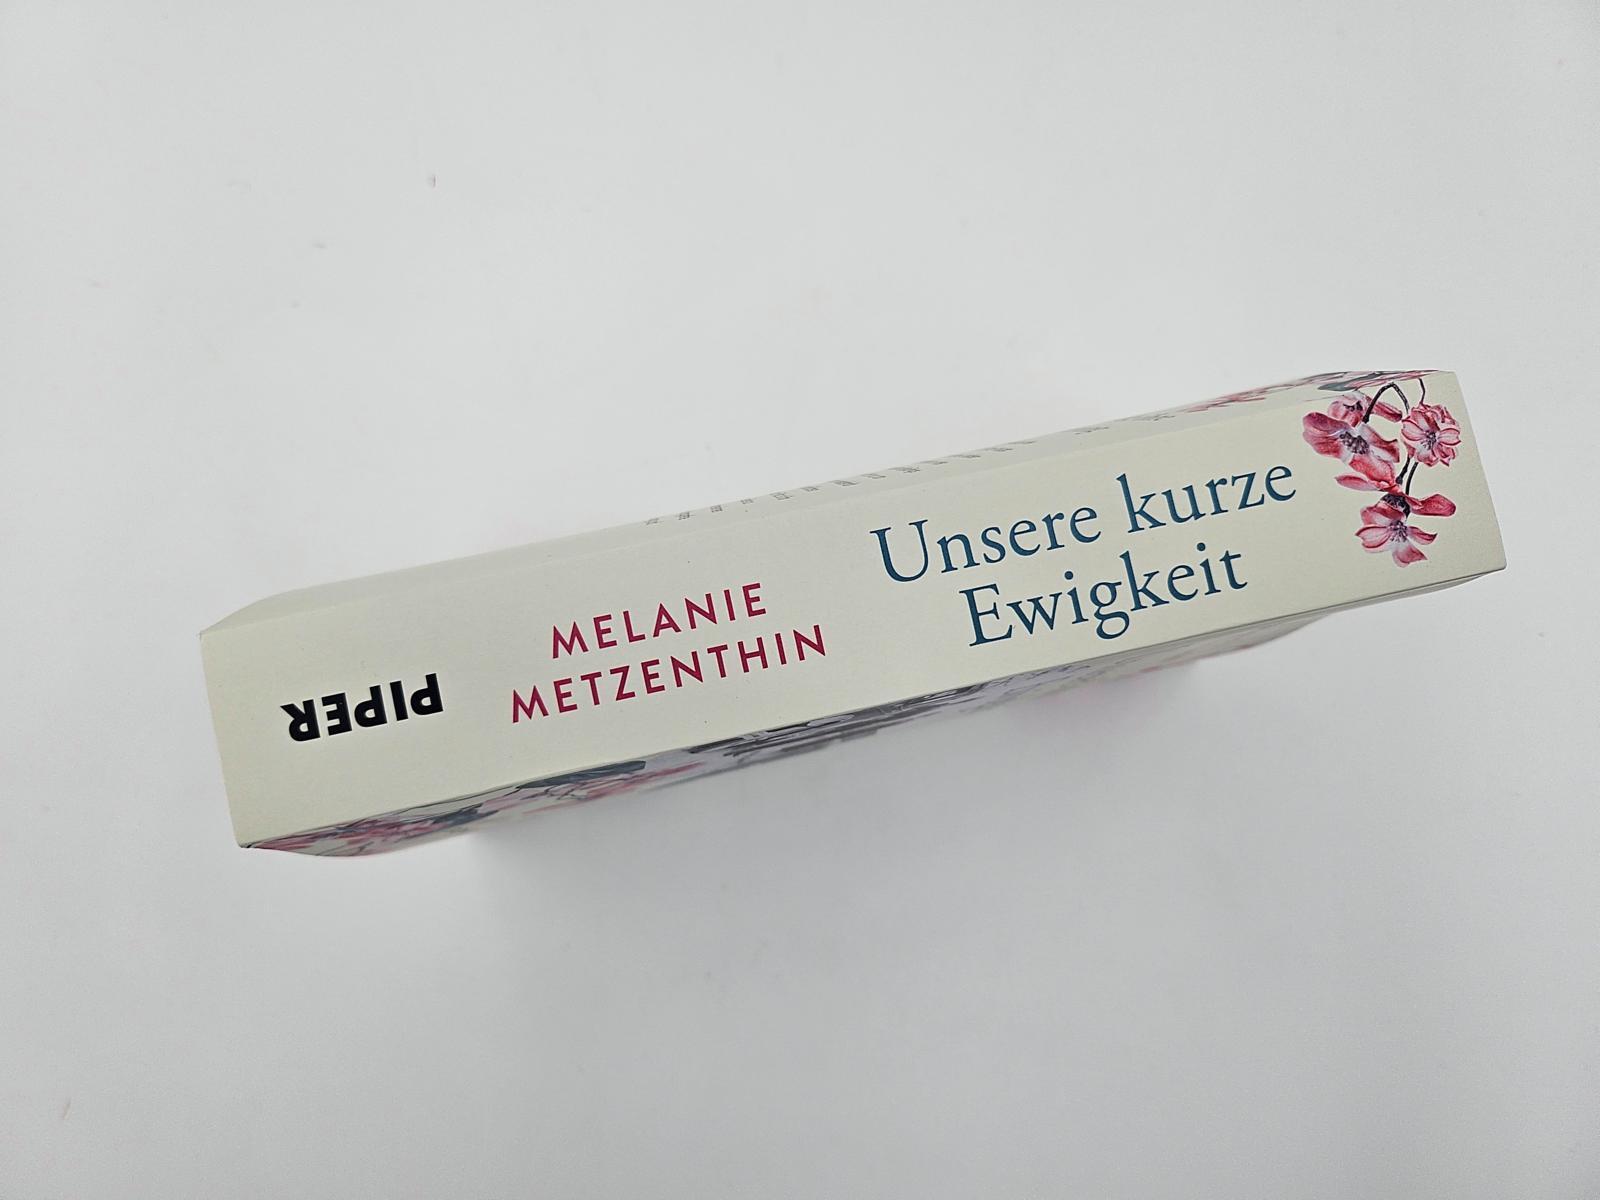 MELANIE
METZENTHIN
Unsere kurze
Ewigkeit
PIPER